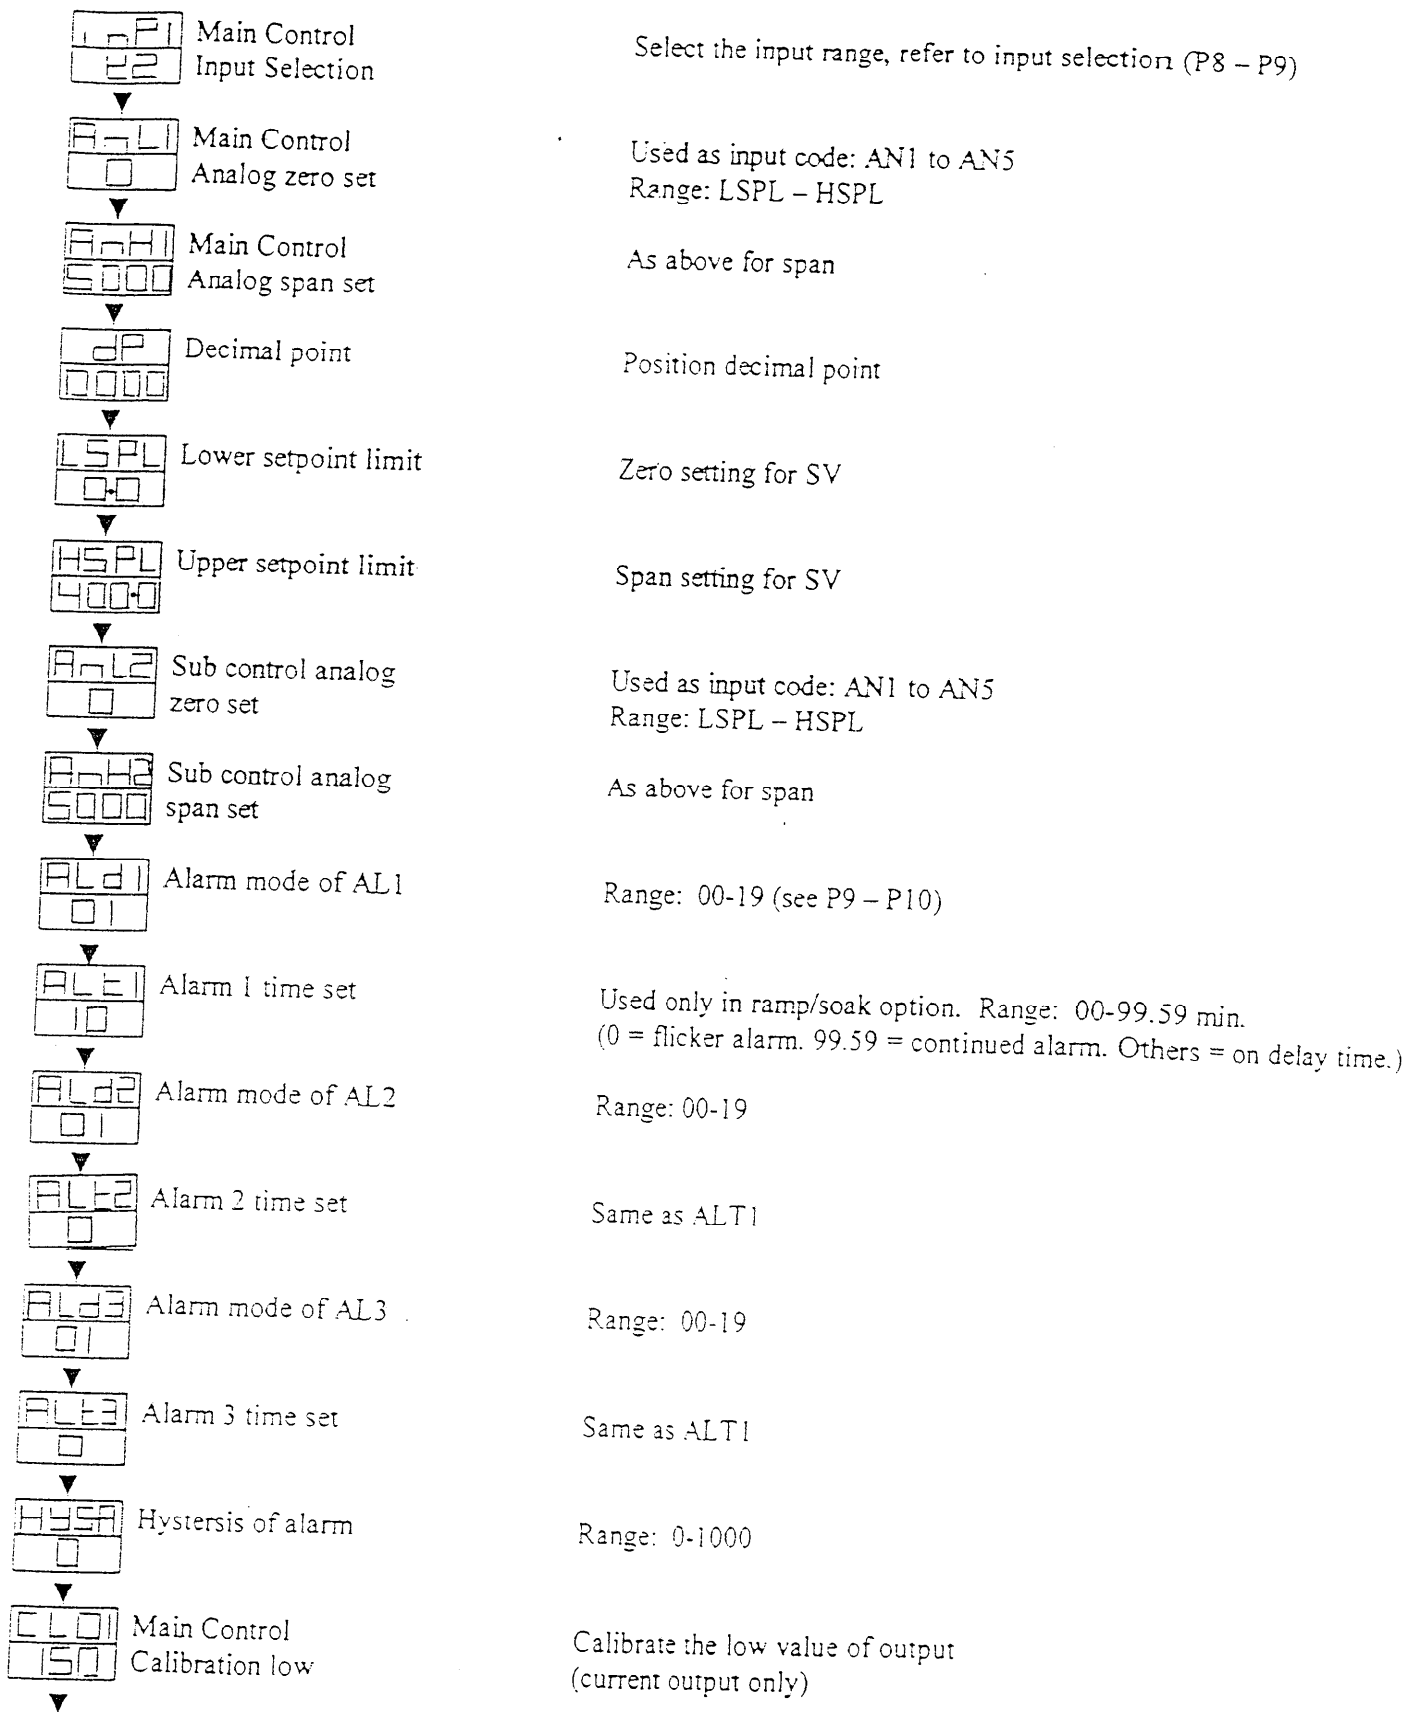 inP1 Main Control
Select the input range, refer to input selection (P8 – P9)
Input Selection
AnL1 Main Control
Used as input code: AN1 to AN5
0 Analog zero set
Range: LSPL – HSPL
AnH1 Main Control
As above for span
5000 Analog span set
dP Decimal point
Position decimal point
0000
LSPL Lower setpoint limit
Zero setting for SV
0.0
HSPL Upper setpoint limit
Span setting for SV
400.0
AnL2 Sub control analog
Used as input code: AN1 to AN5
0 zero set
Range: LSPL – HSPL
AnH2 Sub control analog
As above for span
5000 span set
ALd1 Alarm mode of AL1
Range: 00-19 (see P9 – P10)
01
ALt1 Alarm 1 time set
Used only in ramp/soak option. Range: 00-99.59 min.
10
(0 = flicker alarm. 99.59 = continued alarm. Others = on delay time.)
ALd2 Alarm mode of AL2
Range: 00-19
01
ALt2 Alarm 2 time set
Same as ALT1
0
ALd3 Alarm mode of AL3
Range: 00-19
01
ALt3 Alarm 3 time set
Same as ALT1
0
HYSA Hystersis of alarm
Range: 0-1000
0
CLO1 Main Control
Calibrate the low value of output
150 Calibration low
(current output only)